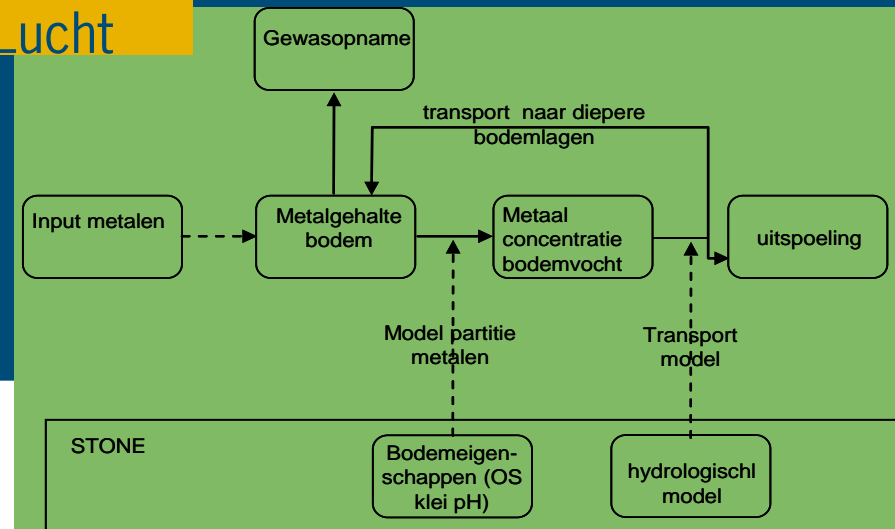 Lucht
Gewasopname
transport naar diepere
bodemlagen
Input metalen
Metalgehalte
bodem
Metaal
concentratie
bodemvocht
uitspoeling
Model partitie
metalen
Transport
model
STONE
Bodemeigen-
schappen (OS
klei pH)
hydrologischl
model